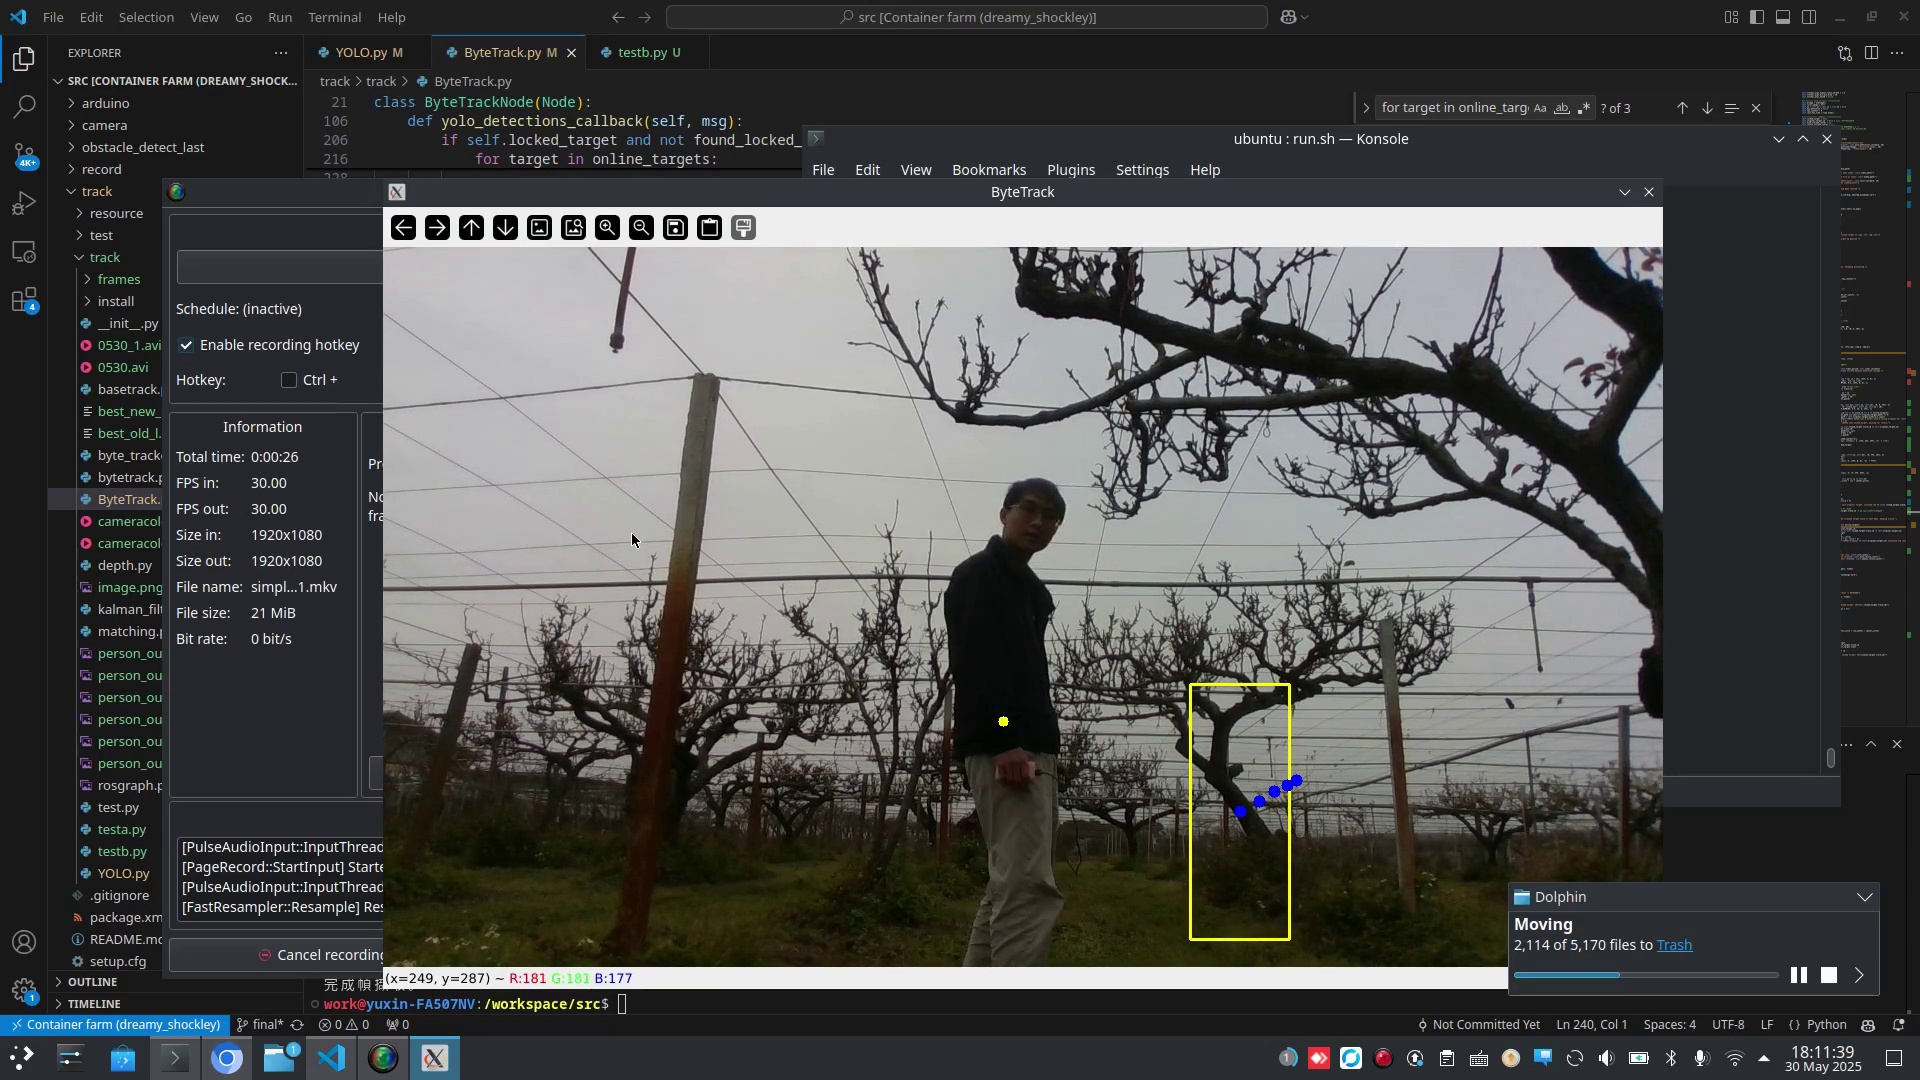 File Edit Selection View Go Run Terminal Help
src [Container farm (dreamy_shockley)]
EXPLORER
YOLO.py M
ByteTrack.py M
testb.py U
SRC [CONTAINER FARM (DREAMY_SHOCK...
track > track > ByteTrack.py
arduino
camera
obstacle_detect_last
record
track
resource
test
track
frames
install
__init__.py
0530_1.avi
0530.avi
basetrack.
best_new_
best_old_l.
byte_track
bytetrack.p
ByteTrack.
cameracol
cameracol
depth.py
image.png
kalman_filt
matching.p
person_ou
person_ou
person_ou
person_ou
person_ou
person_ou
rosgraph.p
test.py
testa.py
testb.py
YOLO.py
.gitignore
package.xm
README.md
setup.cfg
OUTLINE
TIMELINE
4K+
4
1
21 class ByteTrackNode(Node):
106 def yolo_detections_callback(self, msg):
206 if self.locked_target and not found_locked_
216 for target in online_targets:
for target in online_targ
Aa ab
? of 3
ubuntu : run.sh — Konsole
File Edit View Bookmarks Plugins Settings Help
ByteTrack
Schedule: (inactive)
Enable recording hotkey
Hotkey: Ctrl +
Information
Total time: 0:00:26
FPS in: 30.00
FPS out: 30.00
Size in: 1920x1080
Size out: 1920x1080
File name: simpl...1.mkv
File size: 21 MiB
Bit rate: 0 bit/s
Pr
No
fra
[PulseAudioInput::InputThread
[PageRecord::StartInput] Starte
[PulseAudioInput::InputThread
[FastResampler::Resample] Res
Cancel recording
(x=249, y=287) ~ R:181 G:181 B:177
work@yuxin-FA507NV:/workspace/src$
Dolphin
Moving
2,114 of 5,170 files to Trash
Container farm (dreamy_shockley)
final*
0 0
0
Not Committed Yet
Ln 240, Col 1
Spaces: 4
UTF-8
LF
{} Python
1
1
18:11:39
30 May 2025